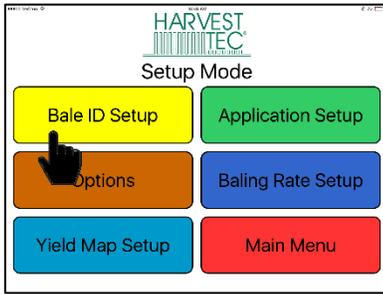 HARVEST
TEC
Setup Mode
Bale ID Setup
Application Setup
Options
Baling Rate Setup
Yield Map Setup
Main Menu